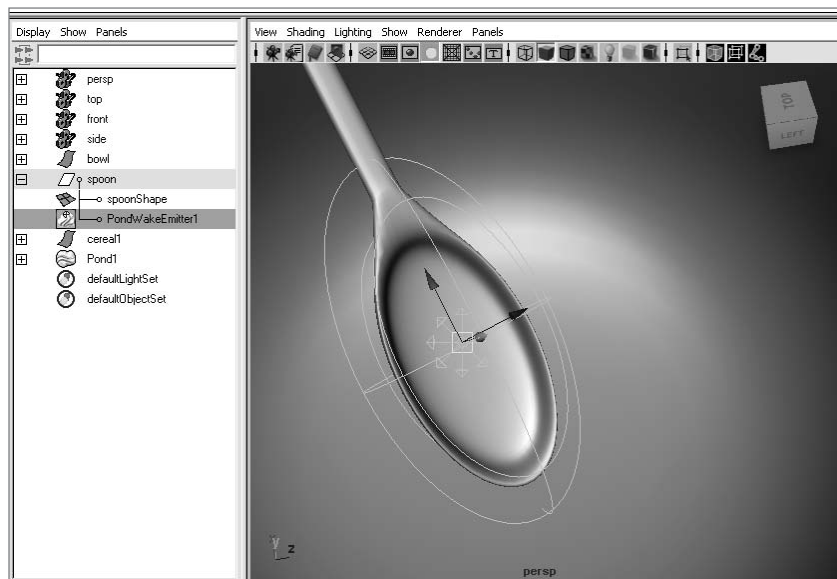 Display Show Panels
persp
top
front
side
bowl
spoon
spoonShape
PondWakeEmitter1
cereal1
Pond1
defaultLightSet
defaultObjectSet
View Shading Lighting Show Renderer Panels
TOP
LEFT
y
z
persp